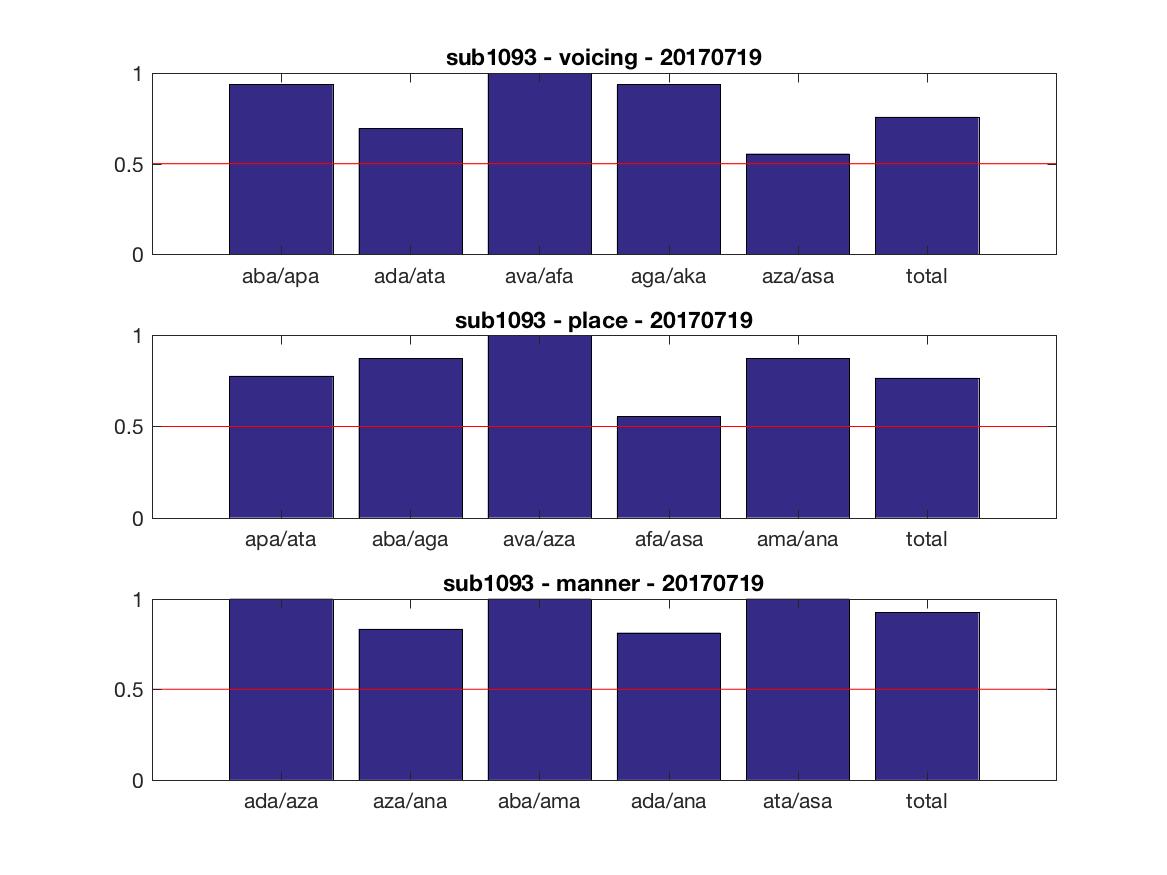 sub1093 - voicing - 20170719
1
0.5
0
aba/apa ada/ata ava/afa aga/aka aza/asa total
sub1093 - place - 20170719
1
0.5
0
apa/ata aba/aga ava/aza afa/asa ama/ana total
sub1093 - manner - 20170719
1
0.5
0
ada/aza aza/ana aba/ama ada/ana ata/asa total